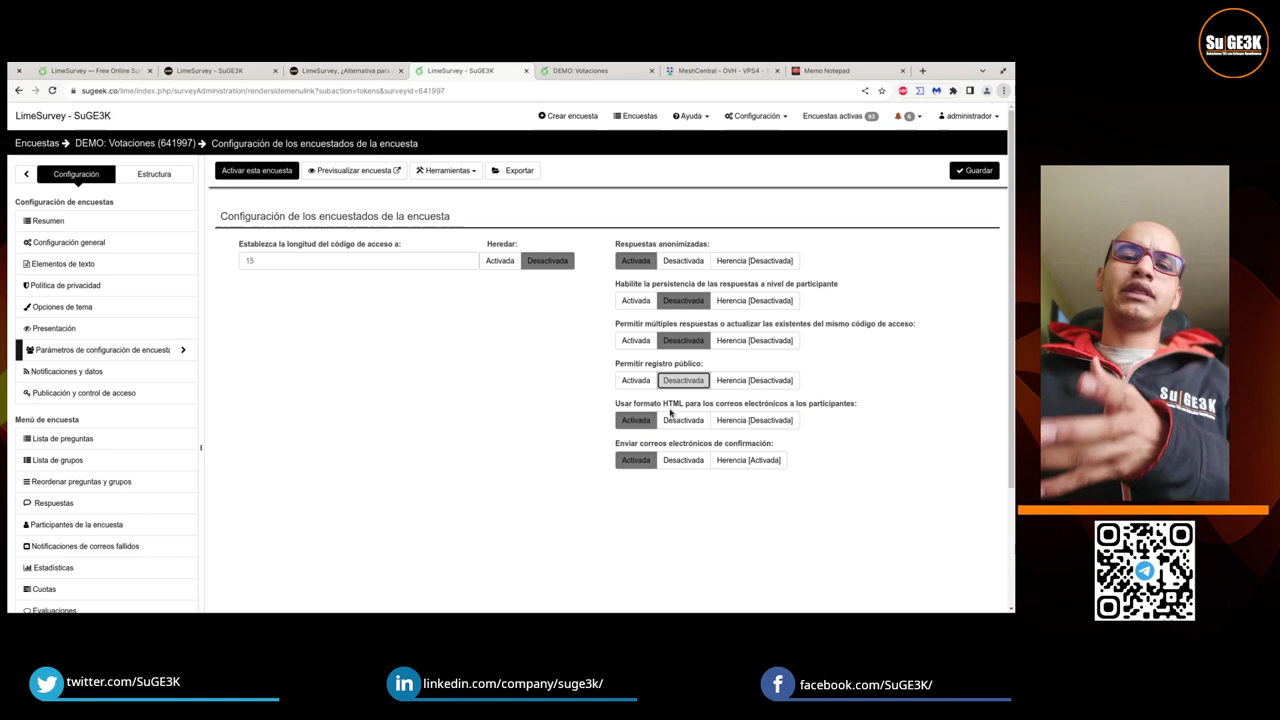 Su|GE3K
LimeSurvey — Free Online Su
LimeSurvey - SuGE3K
LimeSurvey, ¿Alternativa para
LimeSurvey - SuGE3K
DEMO: Votaciones
MeshCentral - OVH - VPS4 - S
Memo Notepad
sugeek.co/lime/index.php/surveyAdministration/rendersidemenulink?subaction=tokens&surveyid=641997
LimeSurvey - SuGE3K
Crear encuesta
Encuestas
Ayuda
Configuración
Encuestas activas 93
6
administrador
Encuestas
DEMO: Votaciones (641997)
Configuración de los encuestados de la encuesta
Configuración
Estructura
Activar esta encuesta
Previsualizar encuesta
Herramientas
Exportar
Guardar
Configuración de encuestas
Resumen
Configuración general
Elementos de texto
Política de privacidad
Opciones de tema
Presentación
Parámetros de configuración de encuesta
Notificaciones y datos
Publicación y control de acceso
Menú de encuesta
Lista de preguntas
Lista de grupos
Reordenar preguntas y grupos
Respuestas
Participantes de la encuesta
Notificaciones de correos fallidos
Estadísticas
Cuotas
Evaluaciones
Configuración de los encuestados de la encuesta
Establezca la longitud del código de acceso a:
Heredar:
15
Activada
Desactivada
Respuestas anonimizadas:
Activada Desactivada Herencia [Desactivada]
Habilite la persistencia de las respuestas a nivel de participante
Activada Desactivada Herencia [Desactivada]
Permitir múltiples respuestas o actualizar las existentes del mismo código de acceso:
Activada Desactivada Herencia [Desactivada]
Permitir registro público:
Activada Desactivada Herencia [Desactivada]
Usar formato HTML para los correos electrónicos a los participantes:
Activada Desactivada Herencia [Desactivada]
Enviar correos electrónicos de confirmación:
Activada Desactivada Herencia [Activada]
SuGE3K
twitter.com/SuGE3K
linkedin.com/company/suge3k/
facebook.com/SuGE3K/